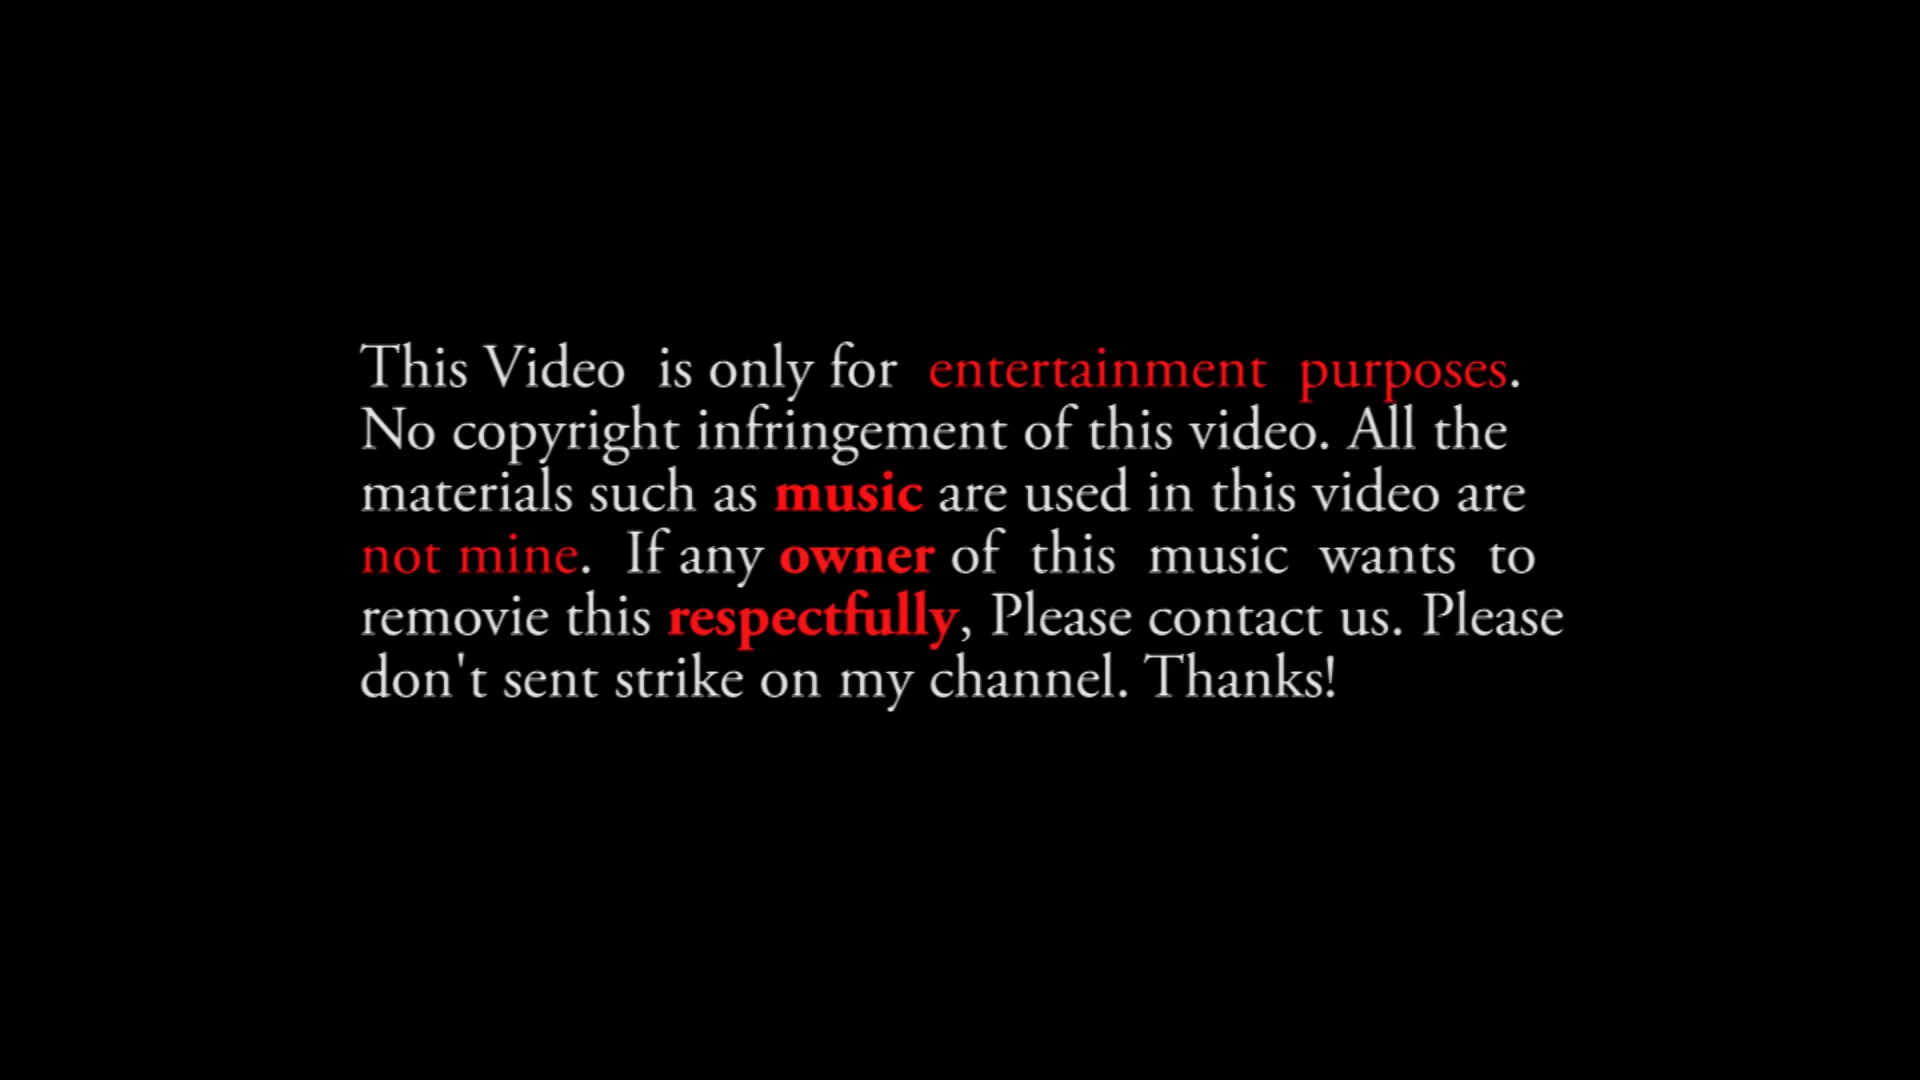 This Video is only for entertainment purposes.
No copyright infringement of this video. All the
materials such as music are used in this video are
not mine. If any owner of this music wants to
removie this respectfully, Please contact us. Please
don't sent strike on my channel. Thanks!